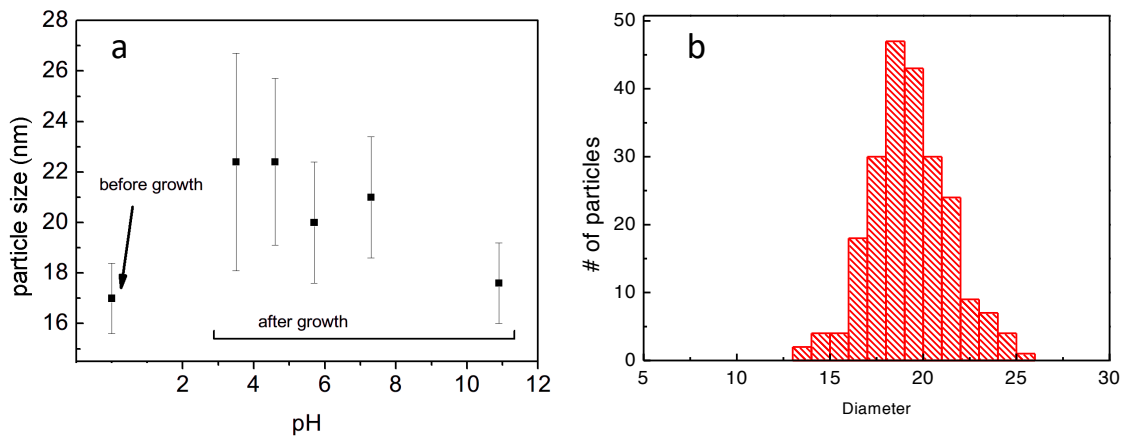 a
28
26
24
22
20
18
16
particle size (nm)
before growth
after growth
2 4 6 8 10 12
pH
b
50
40
30
20
10
0
# of particles
5 10 15 20 25 30
Diameter